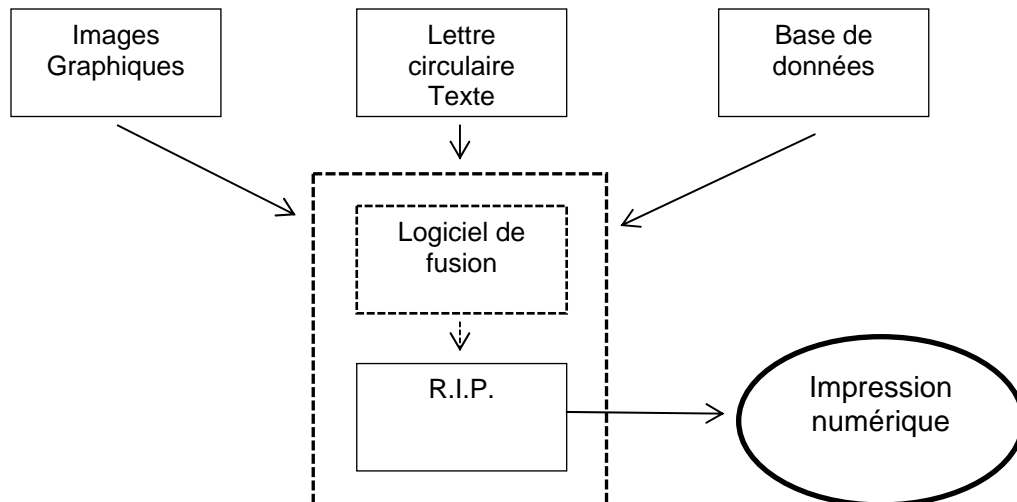 Images
Graphiques
Lettre
circulaire
Texte
Base de
données
Logiciel de
fusion
R.I.P.
Impression
numérique